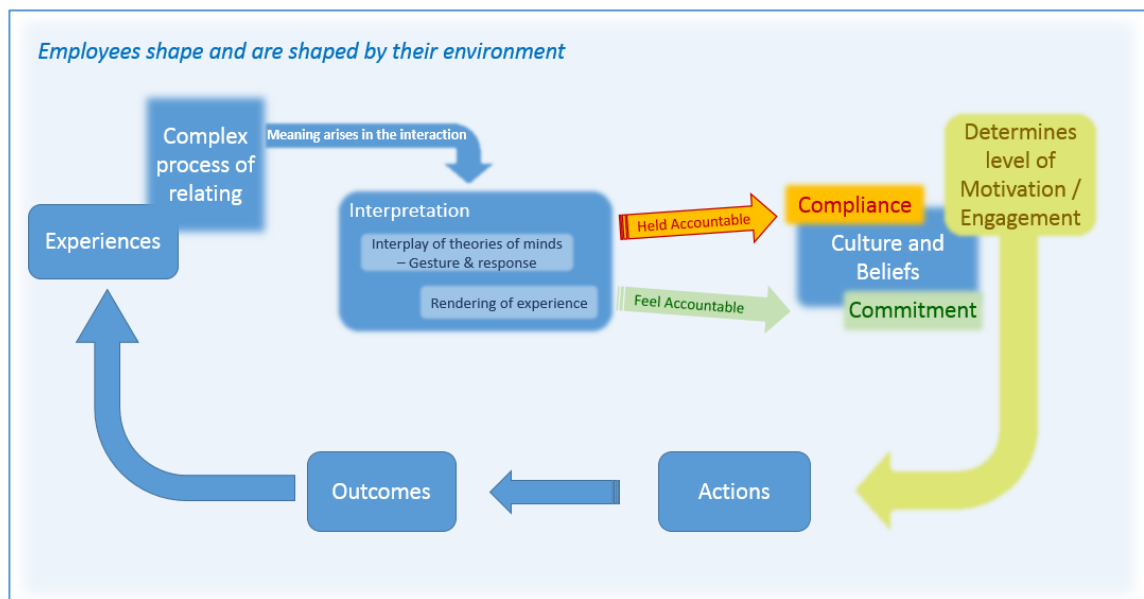 Employees shape and are shaped by their environment
Complex
process of
relating
Meaning arises in the interaction
Determines
level of
Motivation /
Engagement
Experiences
Interpretation
Interplay of theories of minds
– Gesture & response
Rendering of experience
Held Accountable
Feel Accountable
Compliance
Culture and
Beliefs
Commitment
Outcomes
Actions